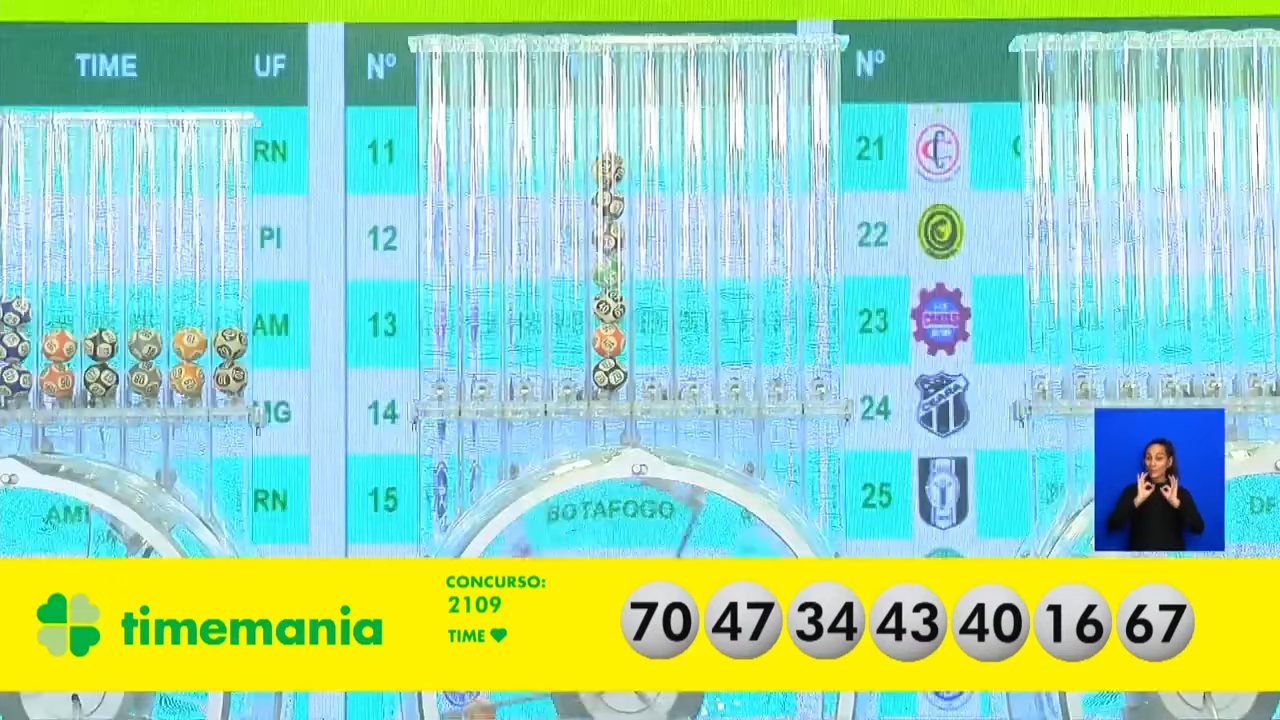 TIME UF Nº Nº
RN 11 21
PI 12 22
AM 13 23
MG 14 24
RN 15 25
BOTAFOGO
timemania
CONCURSO:
2109
TIME
70 47 34 43 40 16 67